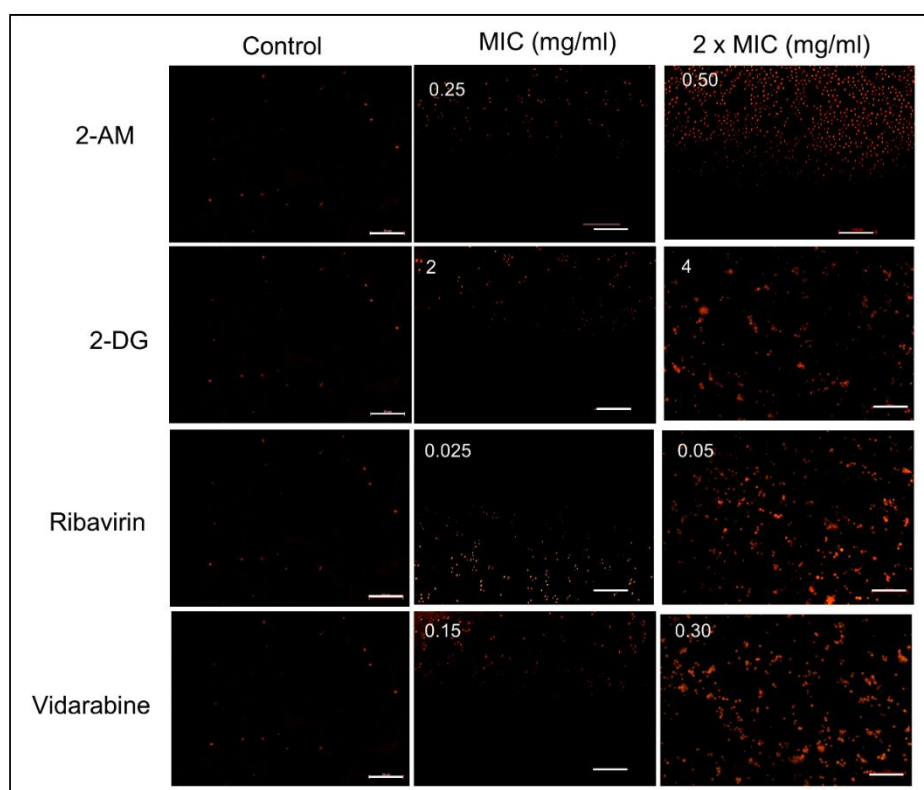 Control MIC (mg/ml) 2 x MIC (mg/ml)
2-AM 0.25 0.50
2-DG 2 4
Ribavirin 0.025 0.05
Vidarabine 0.15 0.30